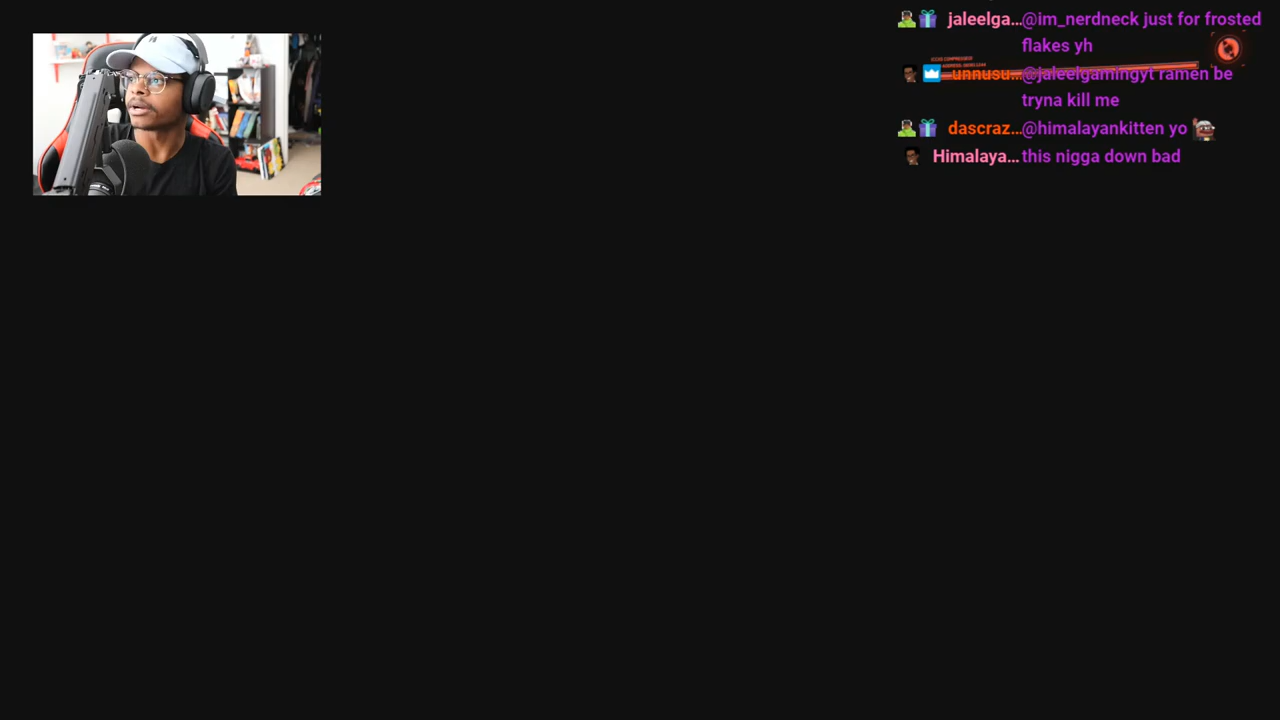 jaleelga...@im_nerdneck just for frosted
flakes yh
unnusu...@jaleelgamingyt ramen be
tryna kill me
dascraz...@himalayankitten yo
Himalaya...this nigga down bad